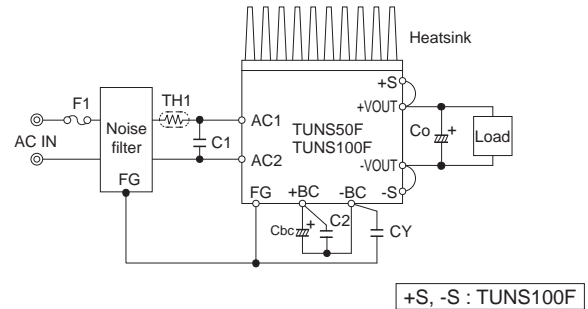 Heatsink
+S
F1
TH1
+VOUT
AC IN
Noise
filter
C1
AC1
TUNS50F
TUNS100F
Co
+
Load
AC2
-VOUT
FG
FG
+BC
-BC
-S
Cbc
+
C2
CY
+S, -S : TUNS100F